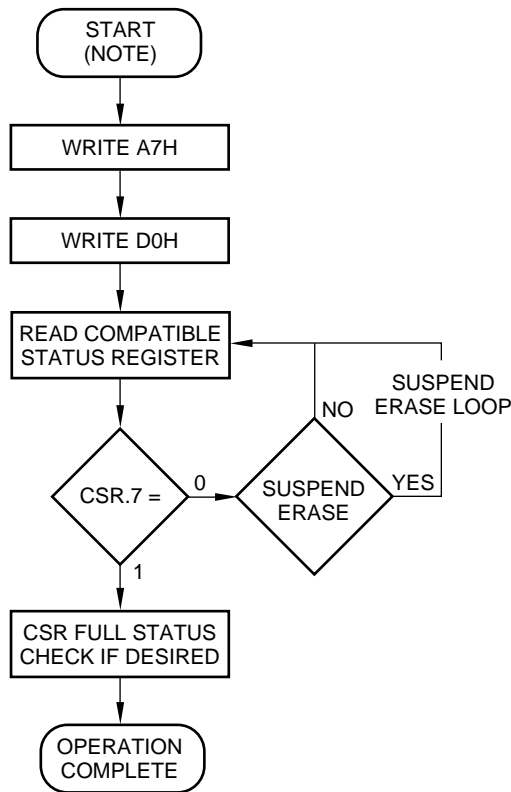 START
(NOTE)
WRITE A7H
WRITE D0H
READ COMPATIBLE
STATUS REGISTER
SUSPEND
ERASE LOOP
NO
CSR.7 =
0
SUSPEND
ERASE
YES
1
CSR FULL STATUS
CHECK IF DESIRED
OPERATION
COMPLETE